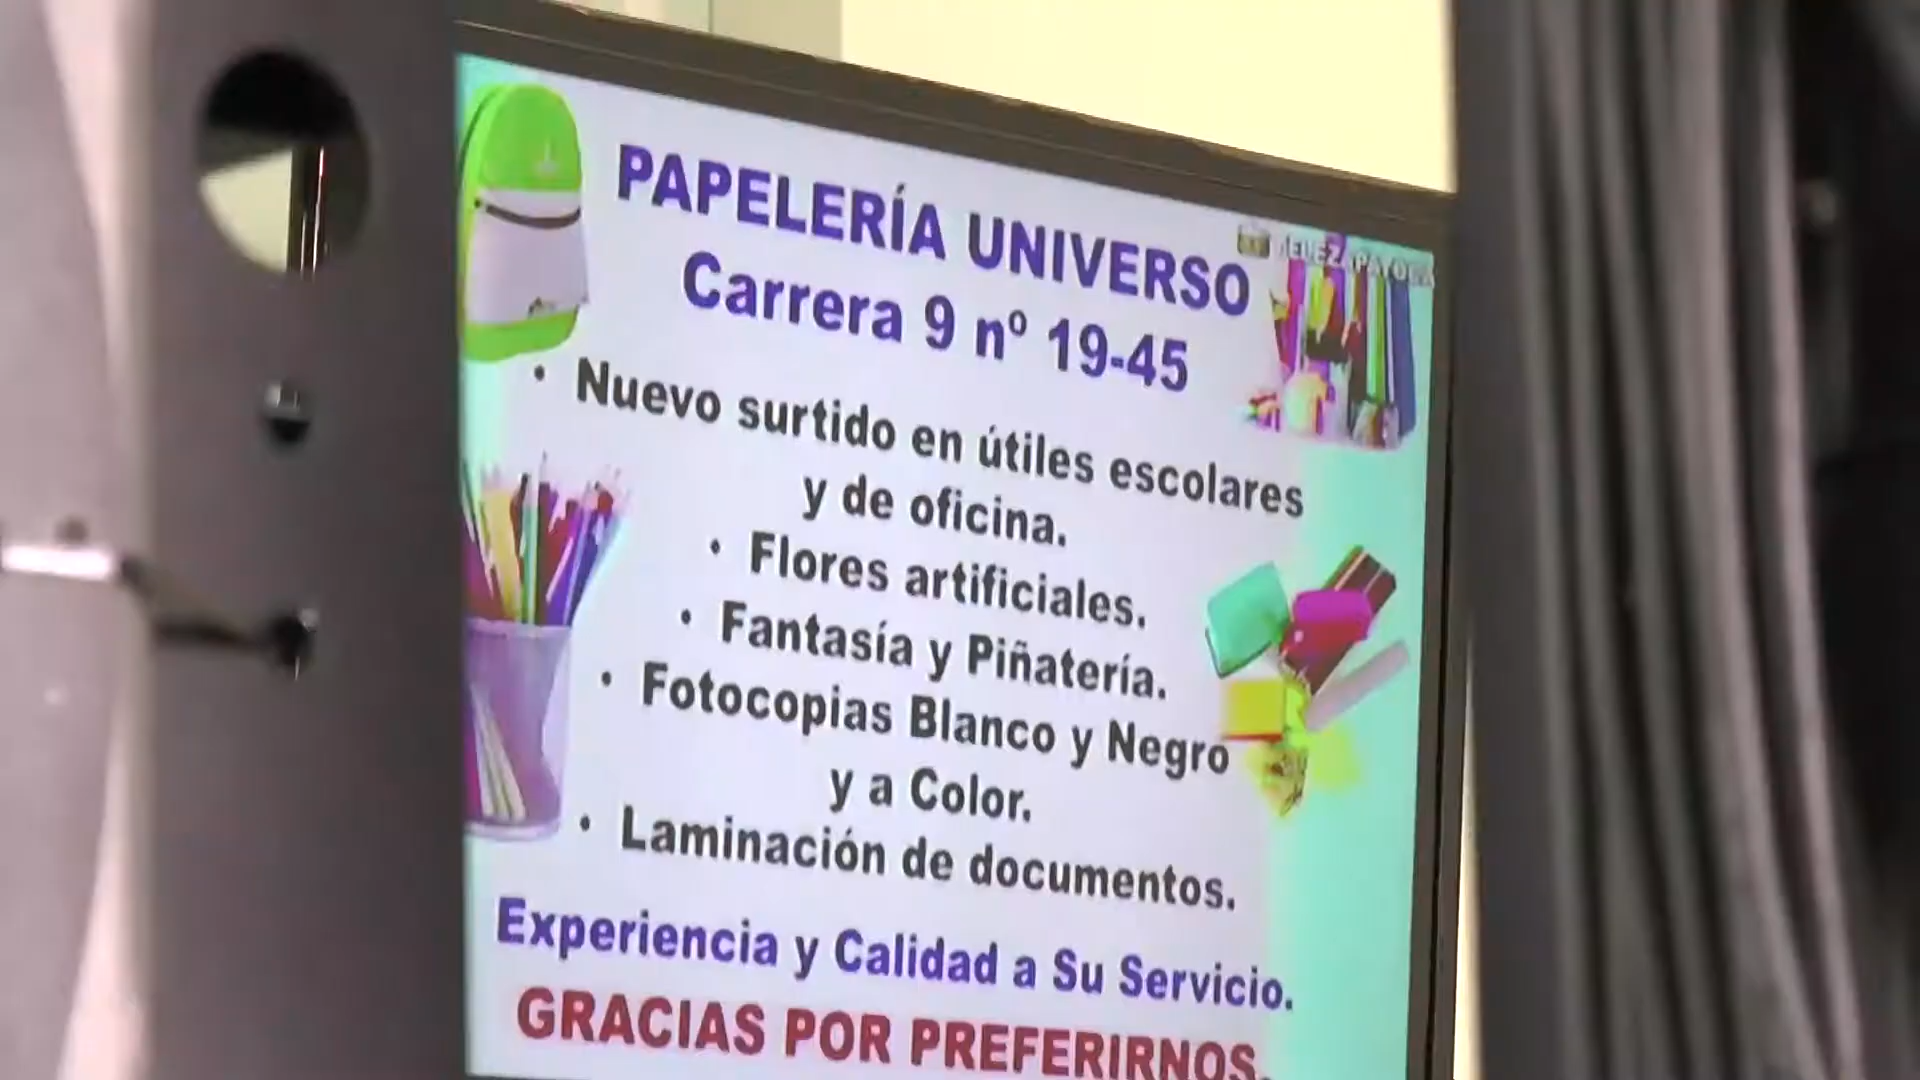 PAPELERÍA UNIVERSO
Carrera 9 nº 19-45
• Nuevo surtido en útiles escolares
y de oficina.
• Flores artificiales.
• Fantasía y Piñatería.
• Fotocopias Blanco y Negro
y a Color.
• Laminación de documentos.
Experiencia y Calidad a Su Servicio.
GRACIAS POR PREFERIRNOS.